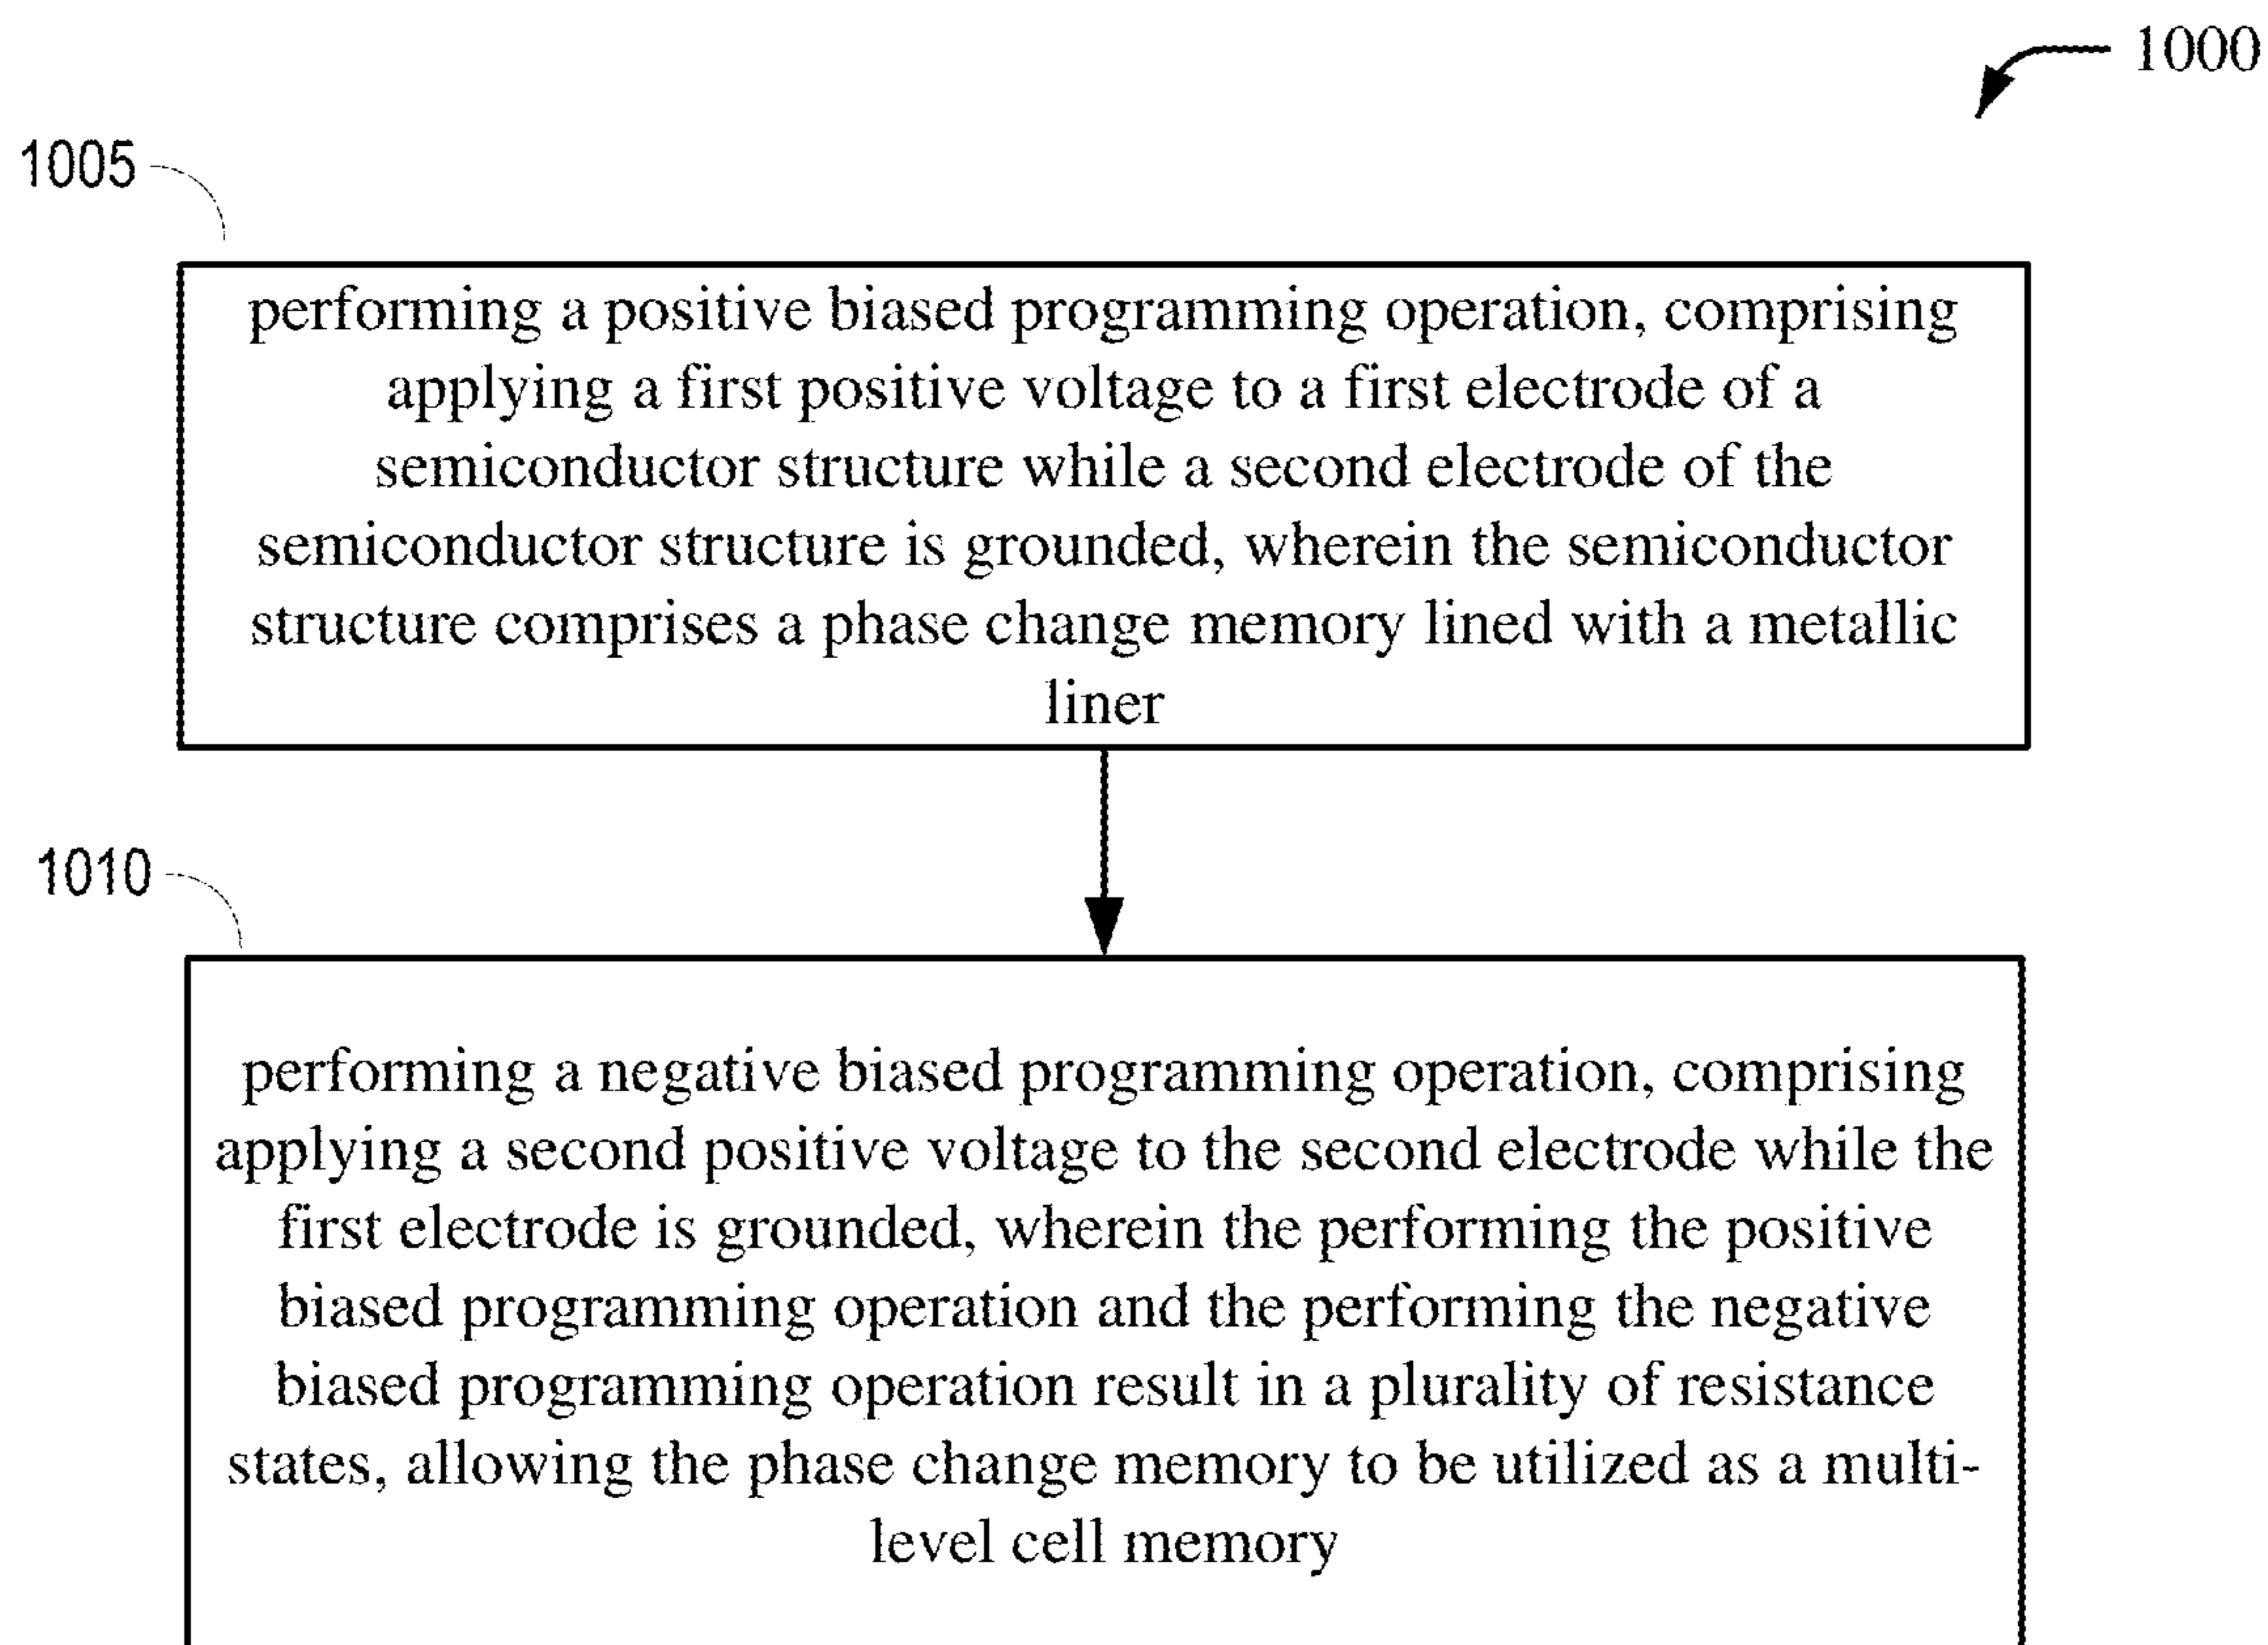 1000
1005
performing a positive biased programming operation, comprising
applying a first positive voltage to a first electrode of a
semiconductor structure while a second electrode of the
semiconductor structure is grounded, wherein the semiconductor
structure comprises a phase change memory lined with a metallic
liner
1010
performing a negative biased programming operation, comprising
applying a second positive voltage to the second electrode while the
first electrode is grounded, wherein the performing the positive
biased programming operation and the performing the negative
biased programming operation result in a plurality of resistance
states, allowing the phase change memory to be utilized as a multi-
level cell memory